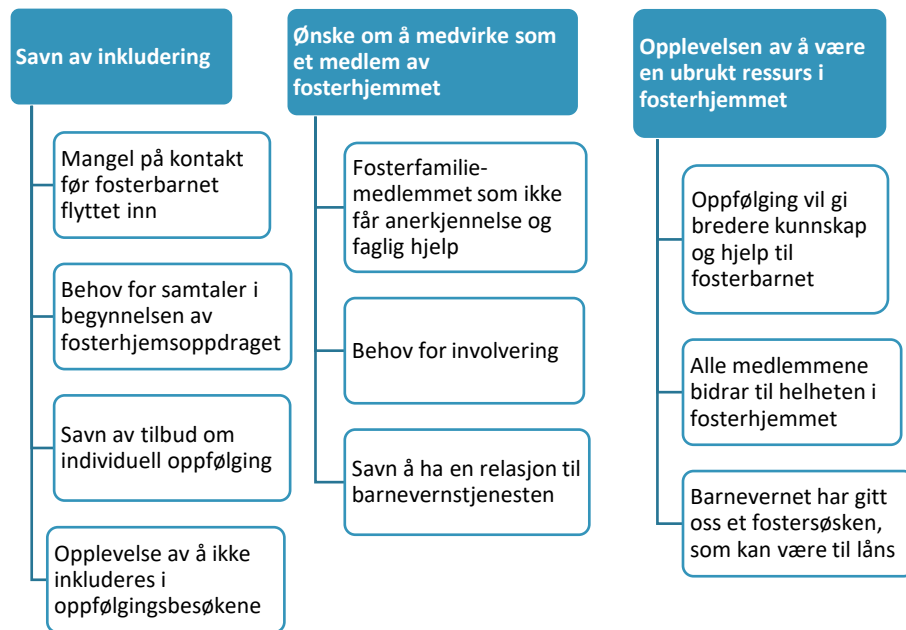 Savn av inkludering
Mangel på kontakt
før fosterbarnet
flyttet inn
Behov for samtaler i
begynnelsen av
fosterhjemsoppdraget
Savn av tilbud om
individuell oppfølging
Opplevelse av å ikke
inkluderes i
oppfølgingsbesøkene
Ønske om å medvirke som
et medlem av
fosterhjemmet
Fosterfamilie-
medlemmet som ikke
får anerkjennelse og
faglig hjelp
Behov for involvering
Savn å ha en relasjon til
barnevernstjenesten
Opplevelsen av å være
en ubrukt ressurs i
fosterhjemmet
Oppfølging vil gi
bredere kunnskap
og hjelp til
fosterbarnet
Alle medlemmene
bidrar til helheten i
fosterhjemmet
Barnevernet har gitt
oss et fostersøsken,
som kan være til låns